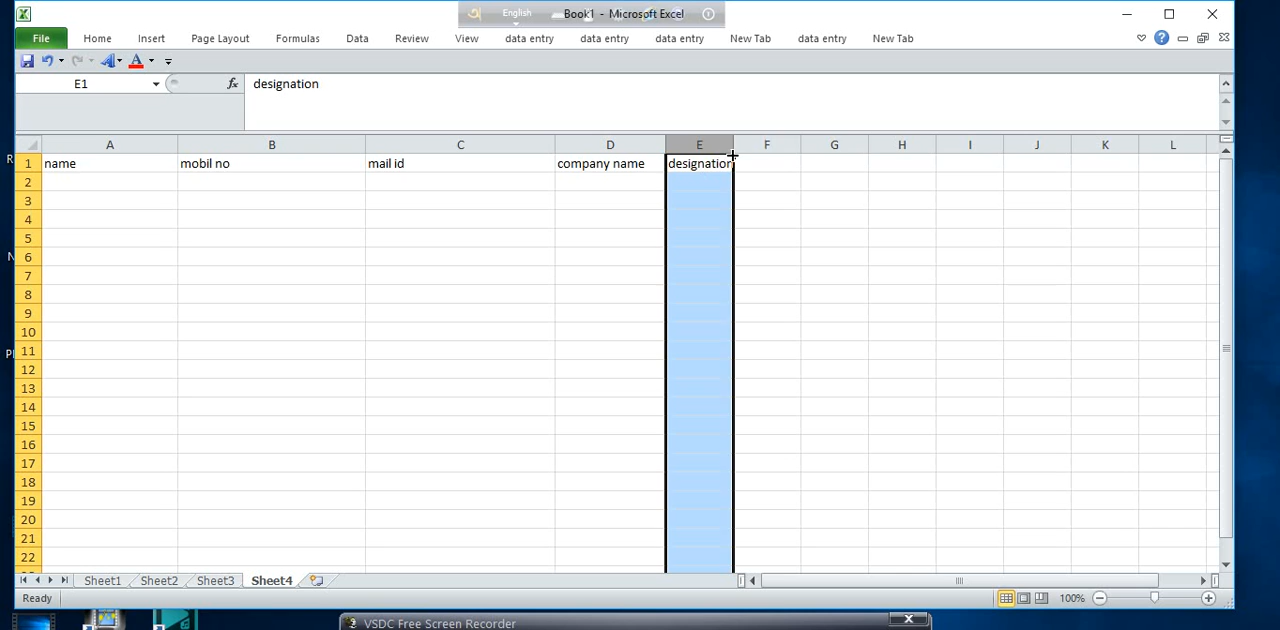 English
Book1 - Microsoft Excel
File Home Insert Page Layout Formulas Data Review View data entry data entry data entry New Tab data entry New Tab
E1 fx designation
A B C D E F G H I J K L
1 name mobil no mail id company name designation
2
3
4
5
6
7
8
9
10
11
12
13
14
15
16
17
18
19
20
21
22
Sheet1 Sheet2 Sheet3 Sheet4
Ready 100%
VSDC Free Screen Recorder